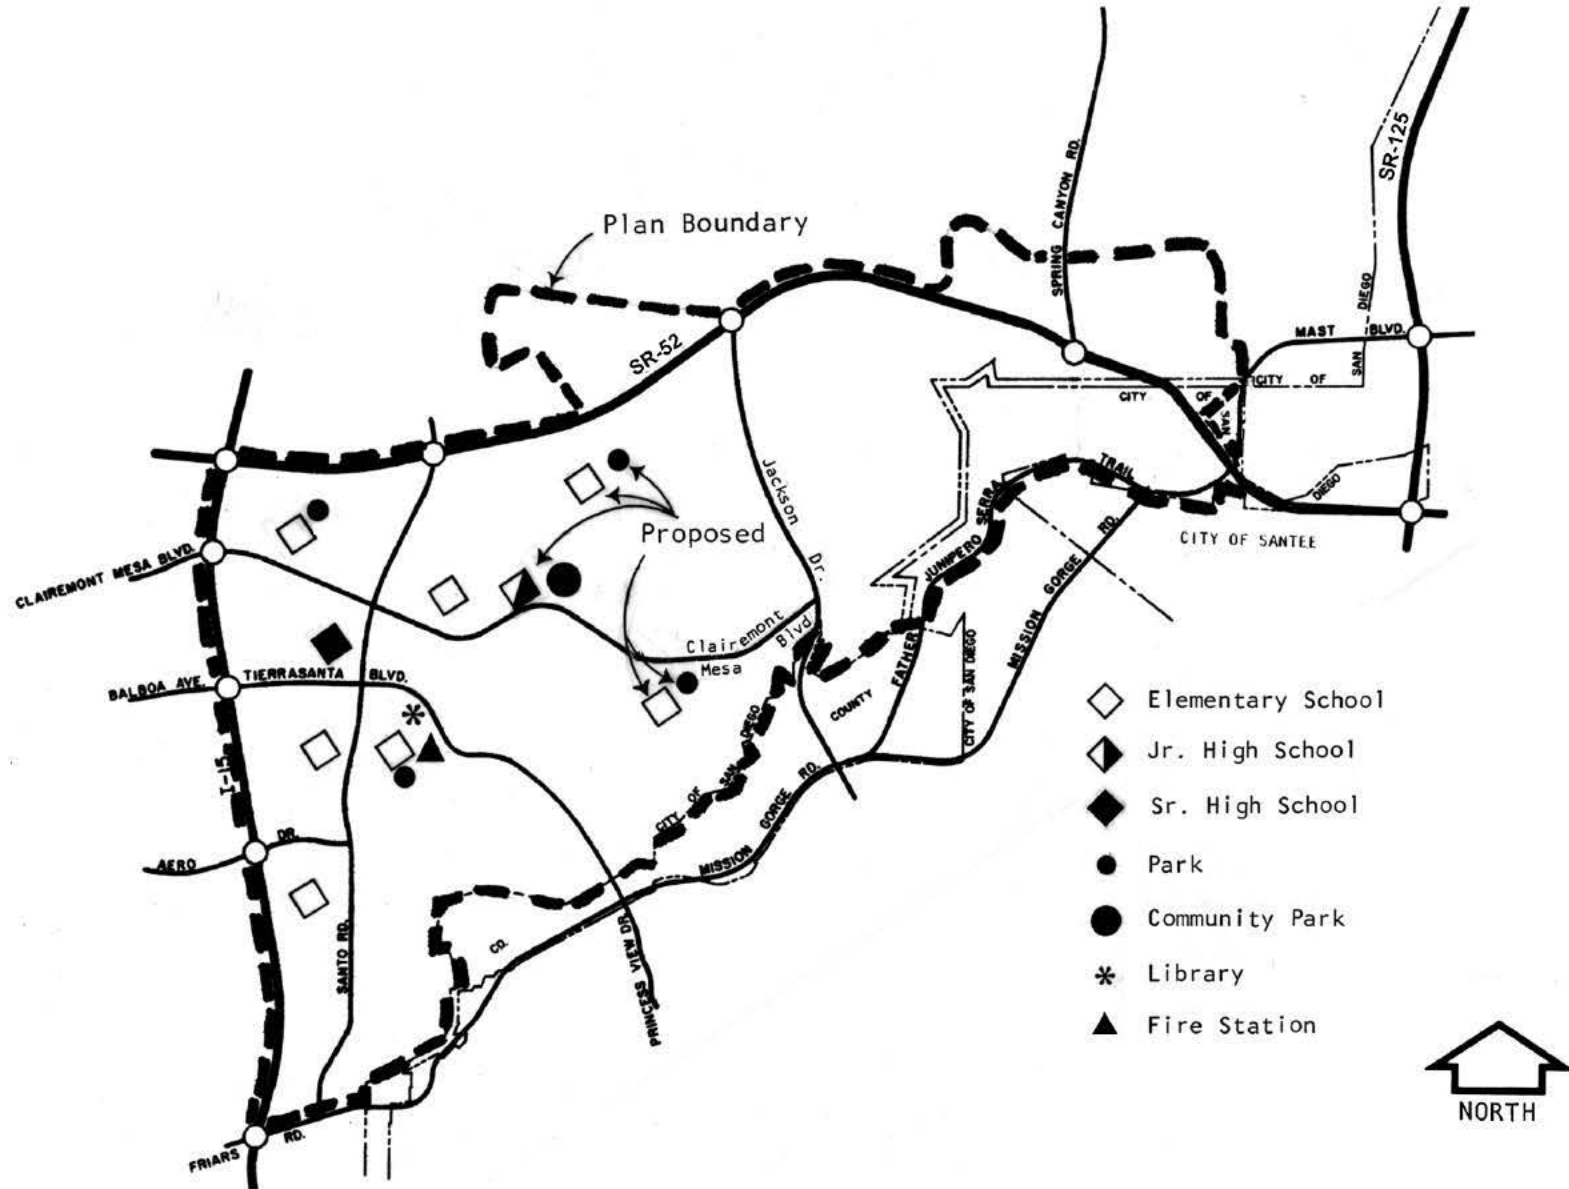 SR-125
SPRING CANYON RD.
Plan Boundary
SR-52
MAST BLVD.
CITY OF SAN DIEGO
CITY OF SAN DIEGO
Jackson Dr.
Proposed
CLAIREMONT MESA BLVD.
FATHER JUNIPERO SERRA TRAIL
CITY OF SANTEE
MISSION GORGE RD.
Clairemont
Mesa
Blvd
BALBOA AVE.
TIERRASANTA BLVD.
COUNTY
CITY OF SAN DIEGO
CITY OF SAN DIEGO
I-15
AERO DR.
MISSION GORGE RD.
SANTO RD.
CO.
PRINCESS VIEW DR.
FRIARS RD.
Elementary School
Jr. High School
Sr. High School
Park
Community Park
Library
Fire Station
NORTH